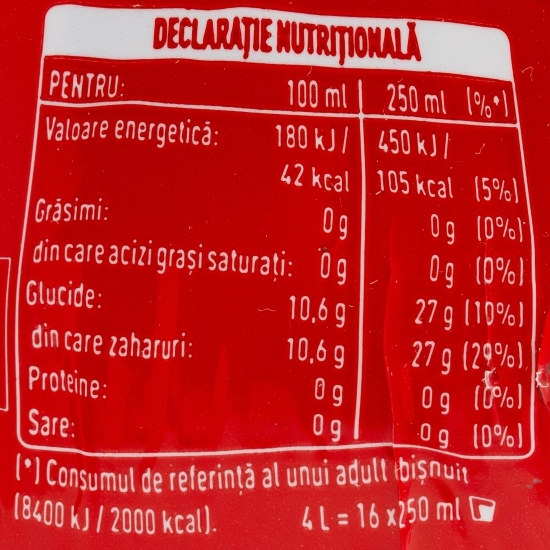 DECLARAȚIE NUTRIȚIONALĂ
PENTRU: 100 ml 250 ml (%*)
Valoare energetică: 180 kJ/ 450 kJ/
42 kcal 105 kcal (5%)
Grăsimi: 0 g 0 g (0%)
din care acizi grași saturați: 0 g 0 g (0%)
Glucide: 10,6 g 27 g (10%)
din care zaharuri: 10,6 g 27 g (29%)
Proteine: 0 g 0 g (0%)
Sare: 0 g 0 g (0%)
(*) Consumul de referință al unui adult obișnuit
(8400 kJ / 2000 kcal). 4 L = 16 x250 ml